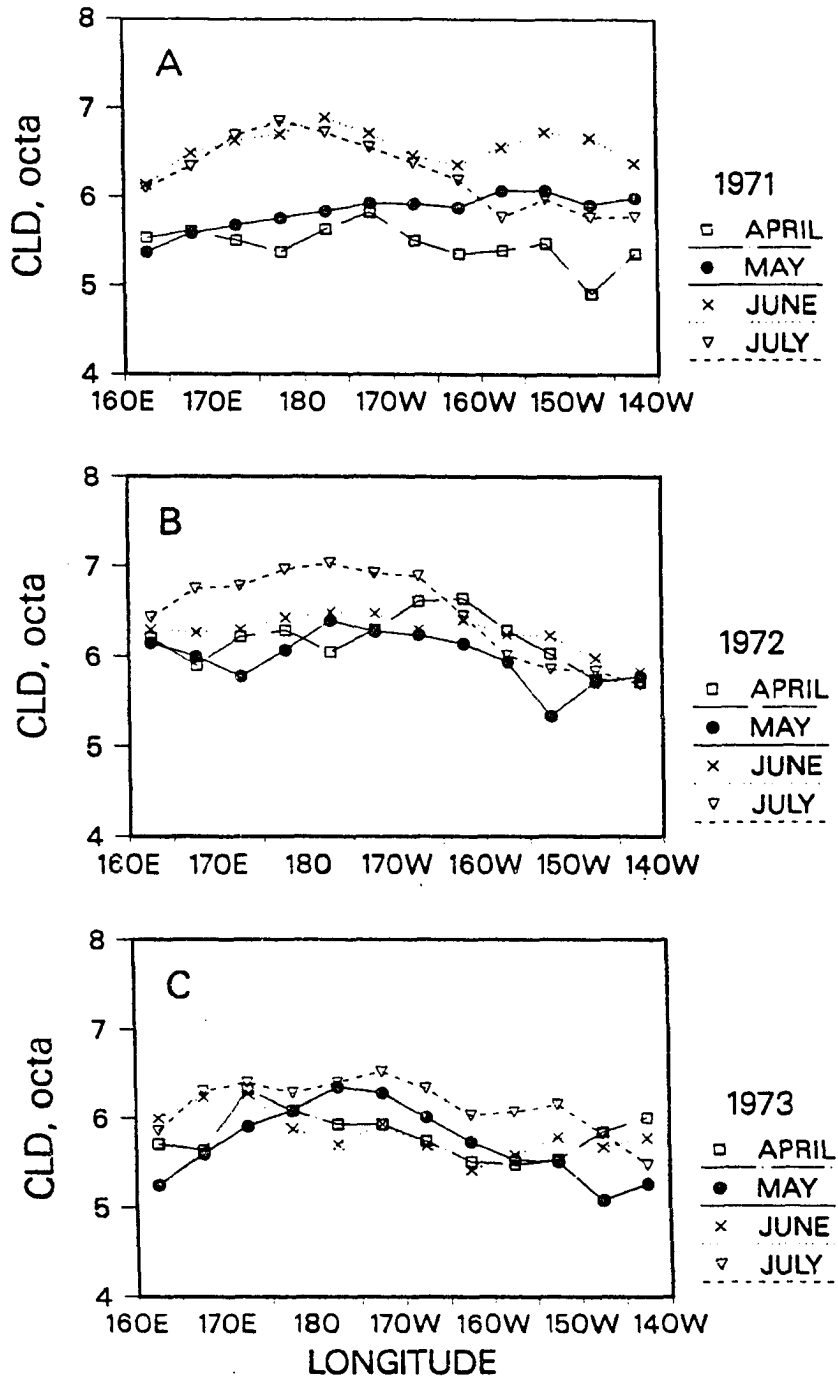 8
A
7
CLD, octa
6
5
4
160E 170E 180 170W 160W 150W 140W
1971
APRIL
MAY
JUNE
JULY
8
B
7
CLD, octa
6
5
4
160E 170E 180 170W 160W 150W 140W
1972
APRIL
MAY
JUNE
JULY
8
C
7
CLD, octa
6
5
4
160E 170E 180 170W 160W 150W 140W
LONGITUDE
1973
APRIL
MAY
JUNE
JULY